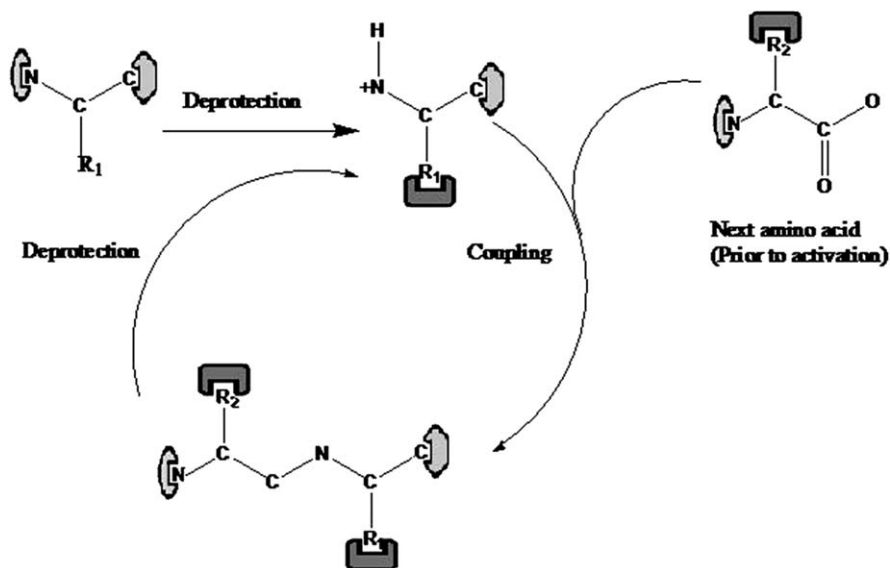 N
C
C
R1
Deprotection
H
+N
C
C
R1
R2
N
C
C
O
O
Next amino acid
(Prior to activation)
Deprotection
Coupling
R2
N
C
C
N
C
C
R1